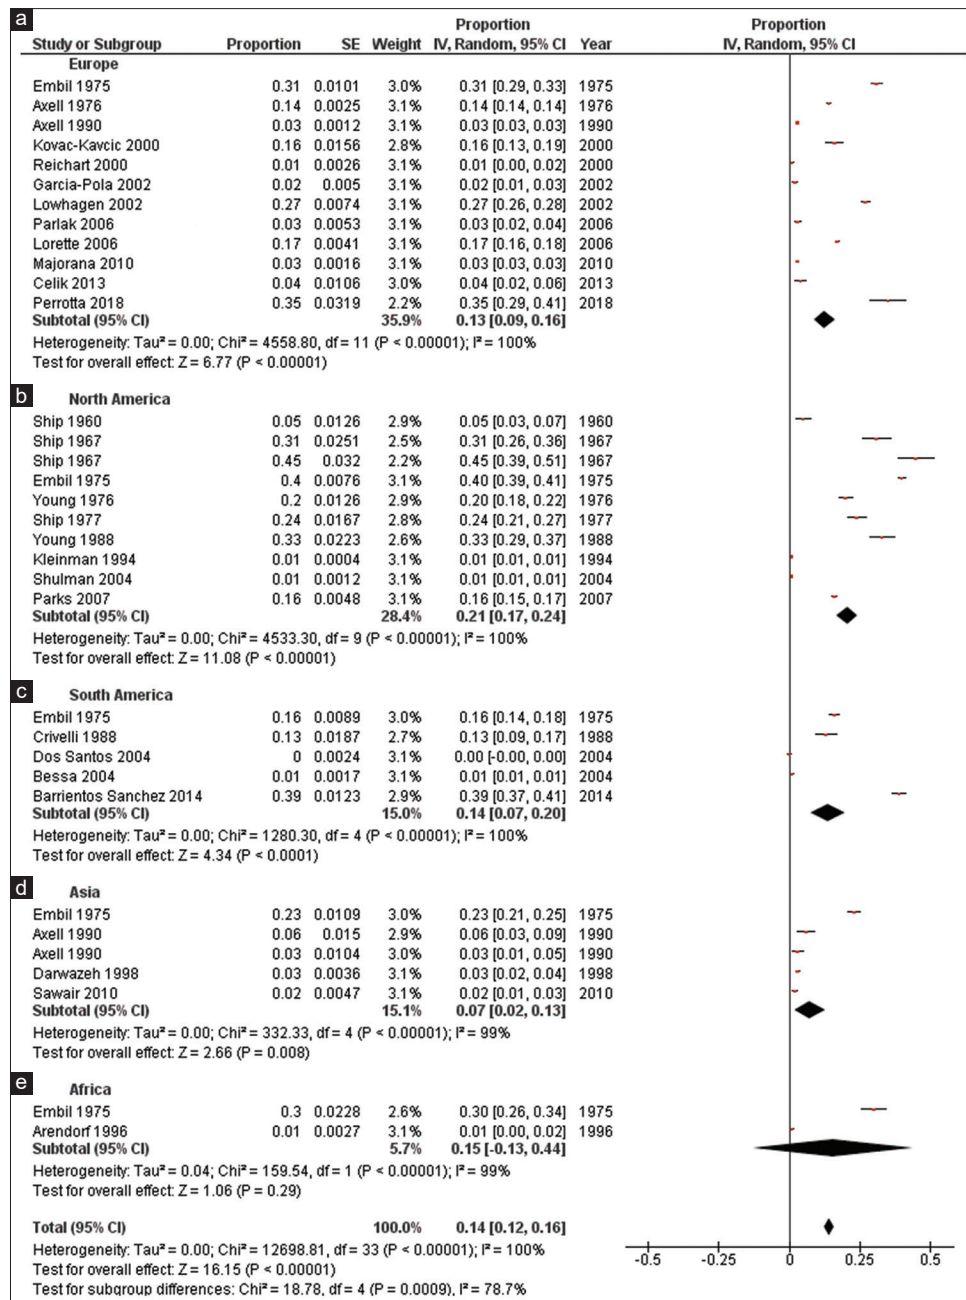 a
Proportion Proportion
Study or Subgroup Proportion SE Weight IV, Random, 95% CI Year IV, Random, 95% CI
Europe
Embil 1975 0.31 0.0101 3.0% 0.31 [0.29, 0.33] 1975
Axell 1976 0.14 0.0025 3.1% 0.14 [0.14, 0.14] 1976
Axell 1990 0.03 0.0012 3.1% 0.03 [0.03, 0.03] 1990
Kovac-Kavcic 2000 0.16 0.0156 2.8% 0.16 [0.13, 0.19] 2000
Reichart 2000 0.01 0.0026 3.1% 0.01 [0.00, 0.02] 2000
Garcia-Pola 2002 0.02 0.005 3.1% 0.02 [0.01, 0.03] 2002
Lowhagen 2002 0.27 0.0074 3.1% 0.27 [0.26, 0.28] 2002
Parlak 2006 0.03 0.0053 3.1% 0.03 [0.02, 0.04] 2006
Lorette 2006 0.17 0.0041 3.1% 0.17 [0.16, 0.18] 2006
Majorana 2010 0.03 0.0016 3.1% 0.03 [0.03, 0.03] 2010
Celik 2013 0.04 0.0106 3.0% 0.04 [0.02, 0.06] 2013
Perrotta 2018 0.35 0.0319 2.2% 0.35 [0.29, 0.41] 2018
Subtotal (95% CI) 35.9% 0.13 [0.09, 0.16]
Heterogeneity: Tau² = 0.00; Chi² = 4558.80, df = 11 (P < 0.00001); I² = 100%
Test for overall effect: Z = 6.77 (P < 0.00001)
b
North America
Ship 1960 0.05 0.0126 2.9% 0.05 [0.03, 0.07] 1960
Ship 1967 0.31 0.0251 2.5% 0.31 [0.26, 0.36] 1967
Ship 1967 0.45 0.032 2.2% 0.45 [0.39, 0.51] 1967
Embil 1975 0.4 0.0076 3.1% 0.40 [0.39, 0.41] 1975
Young 1976 0.2 0.0126 2.9% 0.20 [0.18, 0.22] 1976
Ship 1977 0.24 0.0167 2.8% 0.24 [0.21, 0.27] 1977
Young 1988 0.33 0.0223 2.6% 0.33 [0.29, 0.37] 1988
Kleinman 1994 0.01 0.0004 3.1% 0.01 [0.01, 0.01] 1994
Shulman 2004 0.01 0.0012 3.1% 0.01 [0.01, 0.01] 2004
Parks 2007 0.16 0.0048 3.1% 0.16 [0.15, 0.17] 2007
Subtotal (95% CI) 28.4% 0.21 [0.17, 0.24]
Heterogeneity: Tau² = 0.00; Chi² = 4533.30, df = 9 (P < 0.00001); I² = 100%
Test for overall effect: Z = 11.08 (P < 0.00001)
c
South America
Embil 1975 0.16 0.0089 3.0% 0.16 [0.14, 0.18] 1975
Crivelli 1988 0.13 0.0187 2.7% 0.13 [0.09, 0.17] 1988
Dos Santos 2004 0 0.0024 3.1% 0.00 [-0.00, 0.00] 2004
Bessa 2004 0.01 0.0017 3.1% 0.01 [0.01, 0.01] 2004
Barrientos Sanchez 2014 0.39 0.0123 2.9% 0.39 [0.37, 0.41] 2014
Subtotal (95% CI) 15.0% 0.14 [0.07, 0.20]
Heterogeneity: Tau² = 0.00; Chi² = 1280.30, df = 4 (P < 0.00001); I² = 100%
Test for overall effect: Z = 4.34 (P < 0.0001)
d
Asia
Embil 1975 0.23 0.0109 3.0% 0.23 [0.21, 0.25] 1975
Axell 1990 0.06 0.015 2.9% 0.06 [0.03, 0.09] 1990
Axell 1990 0.03 0.0104 3.0% 0.03 [0.01, 0.05] 1990
Darwazeh 1998 0.03 0.0036 3.1% 0.03 [0.02, 0.04] 1998
Sawair 2010 0.02 0.0047 3.1% 0.02 [0.01, 0.03] 2010
Subtotal (95% CI) 15.1% 0.07 [0.02, 0.13]
Heterogeneity: Tau² = 0.00; Chi² = 332.33, df = 4 (P < 0.00001); I² = 99%
Test for overall effect: Z = 2.66 (P = 0.008)
e
Africa
Embil 1975 0.3 0.0228 2.6% 0.30 [0.26, 0.34] 1975
Arendorf 1996 0.01 0.0027 3.1% 0.01 [0.00, 0.02] 1996
Subtotal (95% CI) 5.7% 0.15 [-0.13, 0.44]
Heterogeneity: Tau² = 0.04; Chi² = 159.54, df = 1 (P < 0.00001); I² = 99%
Test for overall effect: Z = 1.06 (P = 0.29)
Total (95% CI) 100.0% 0.14 [0.12, 0.16]
Heterogeneity: Tau² = 0.00; Chi² = 12698.81, df = 33 (P < 0.00001); I² = 100%
-0.5 0 0.25 0.5
Test for overall effect: Z = 16.15 (P < 0.00001)
Test for subgroup differences: Chi² = 18.78, df = 4 (P = 0.0009), I² = 78.7%